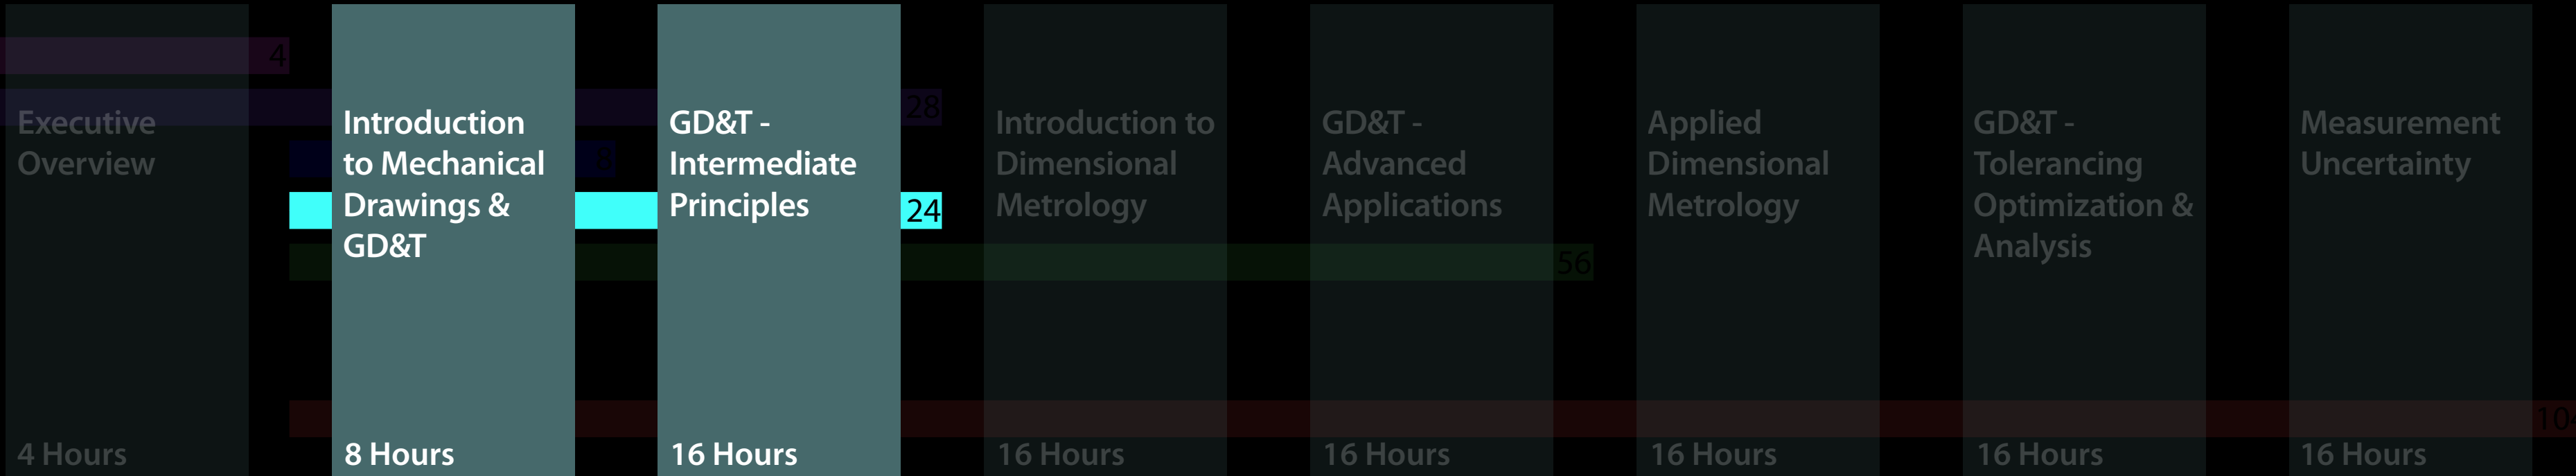 4
28
8
24
56
104
Executive
Overview
4 Hours
Introduction
to Mechanical
Drawings &
GD&T
8 Hours
GD&T -
Intermediate
Principles
16 Hours
Introduction to
Dimensional
Metrology
16 Hours
GD&T -
Advanced
Applications
16 Hours
Applied
Dimensional
Metrology
16 Hours
GD&T -
Tolerancing
Optimization &
Analysis
16 Hours
Measurement
Uncertainty
16 Hours